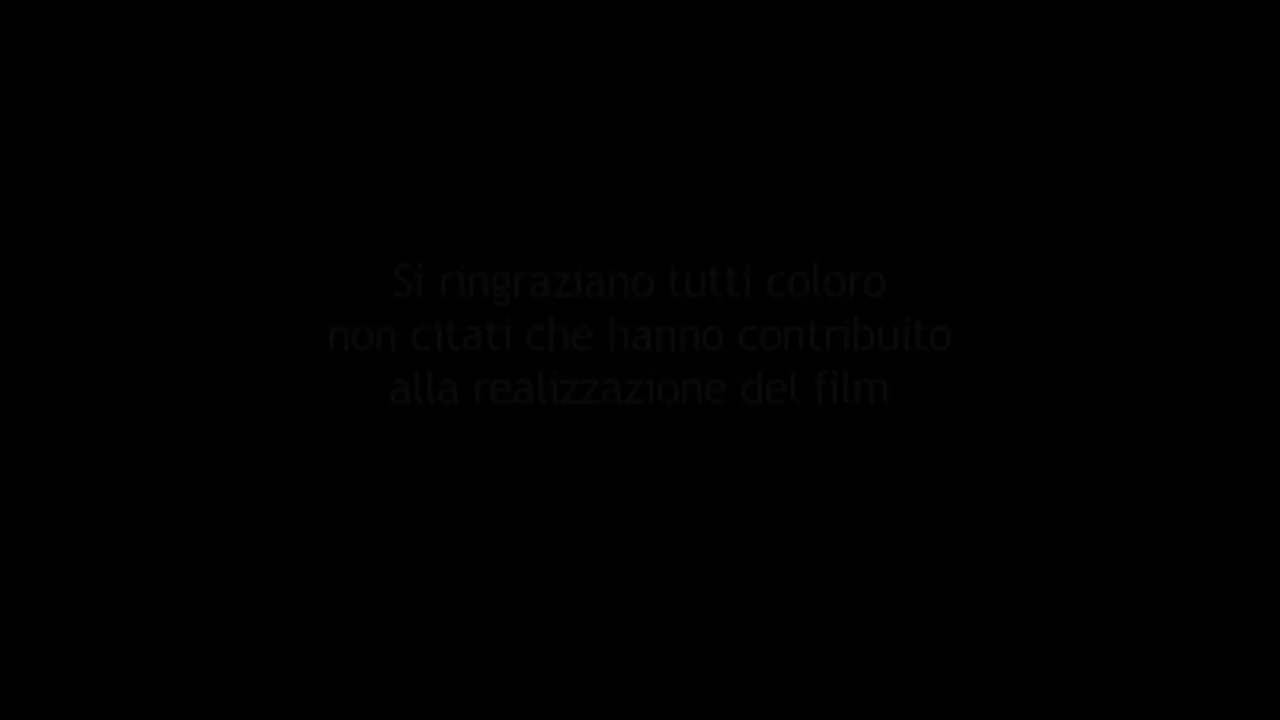 Si ringraziano tutti coloro
non citati che hanno contribuito
alla realizzazione del film